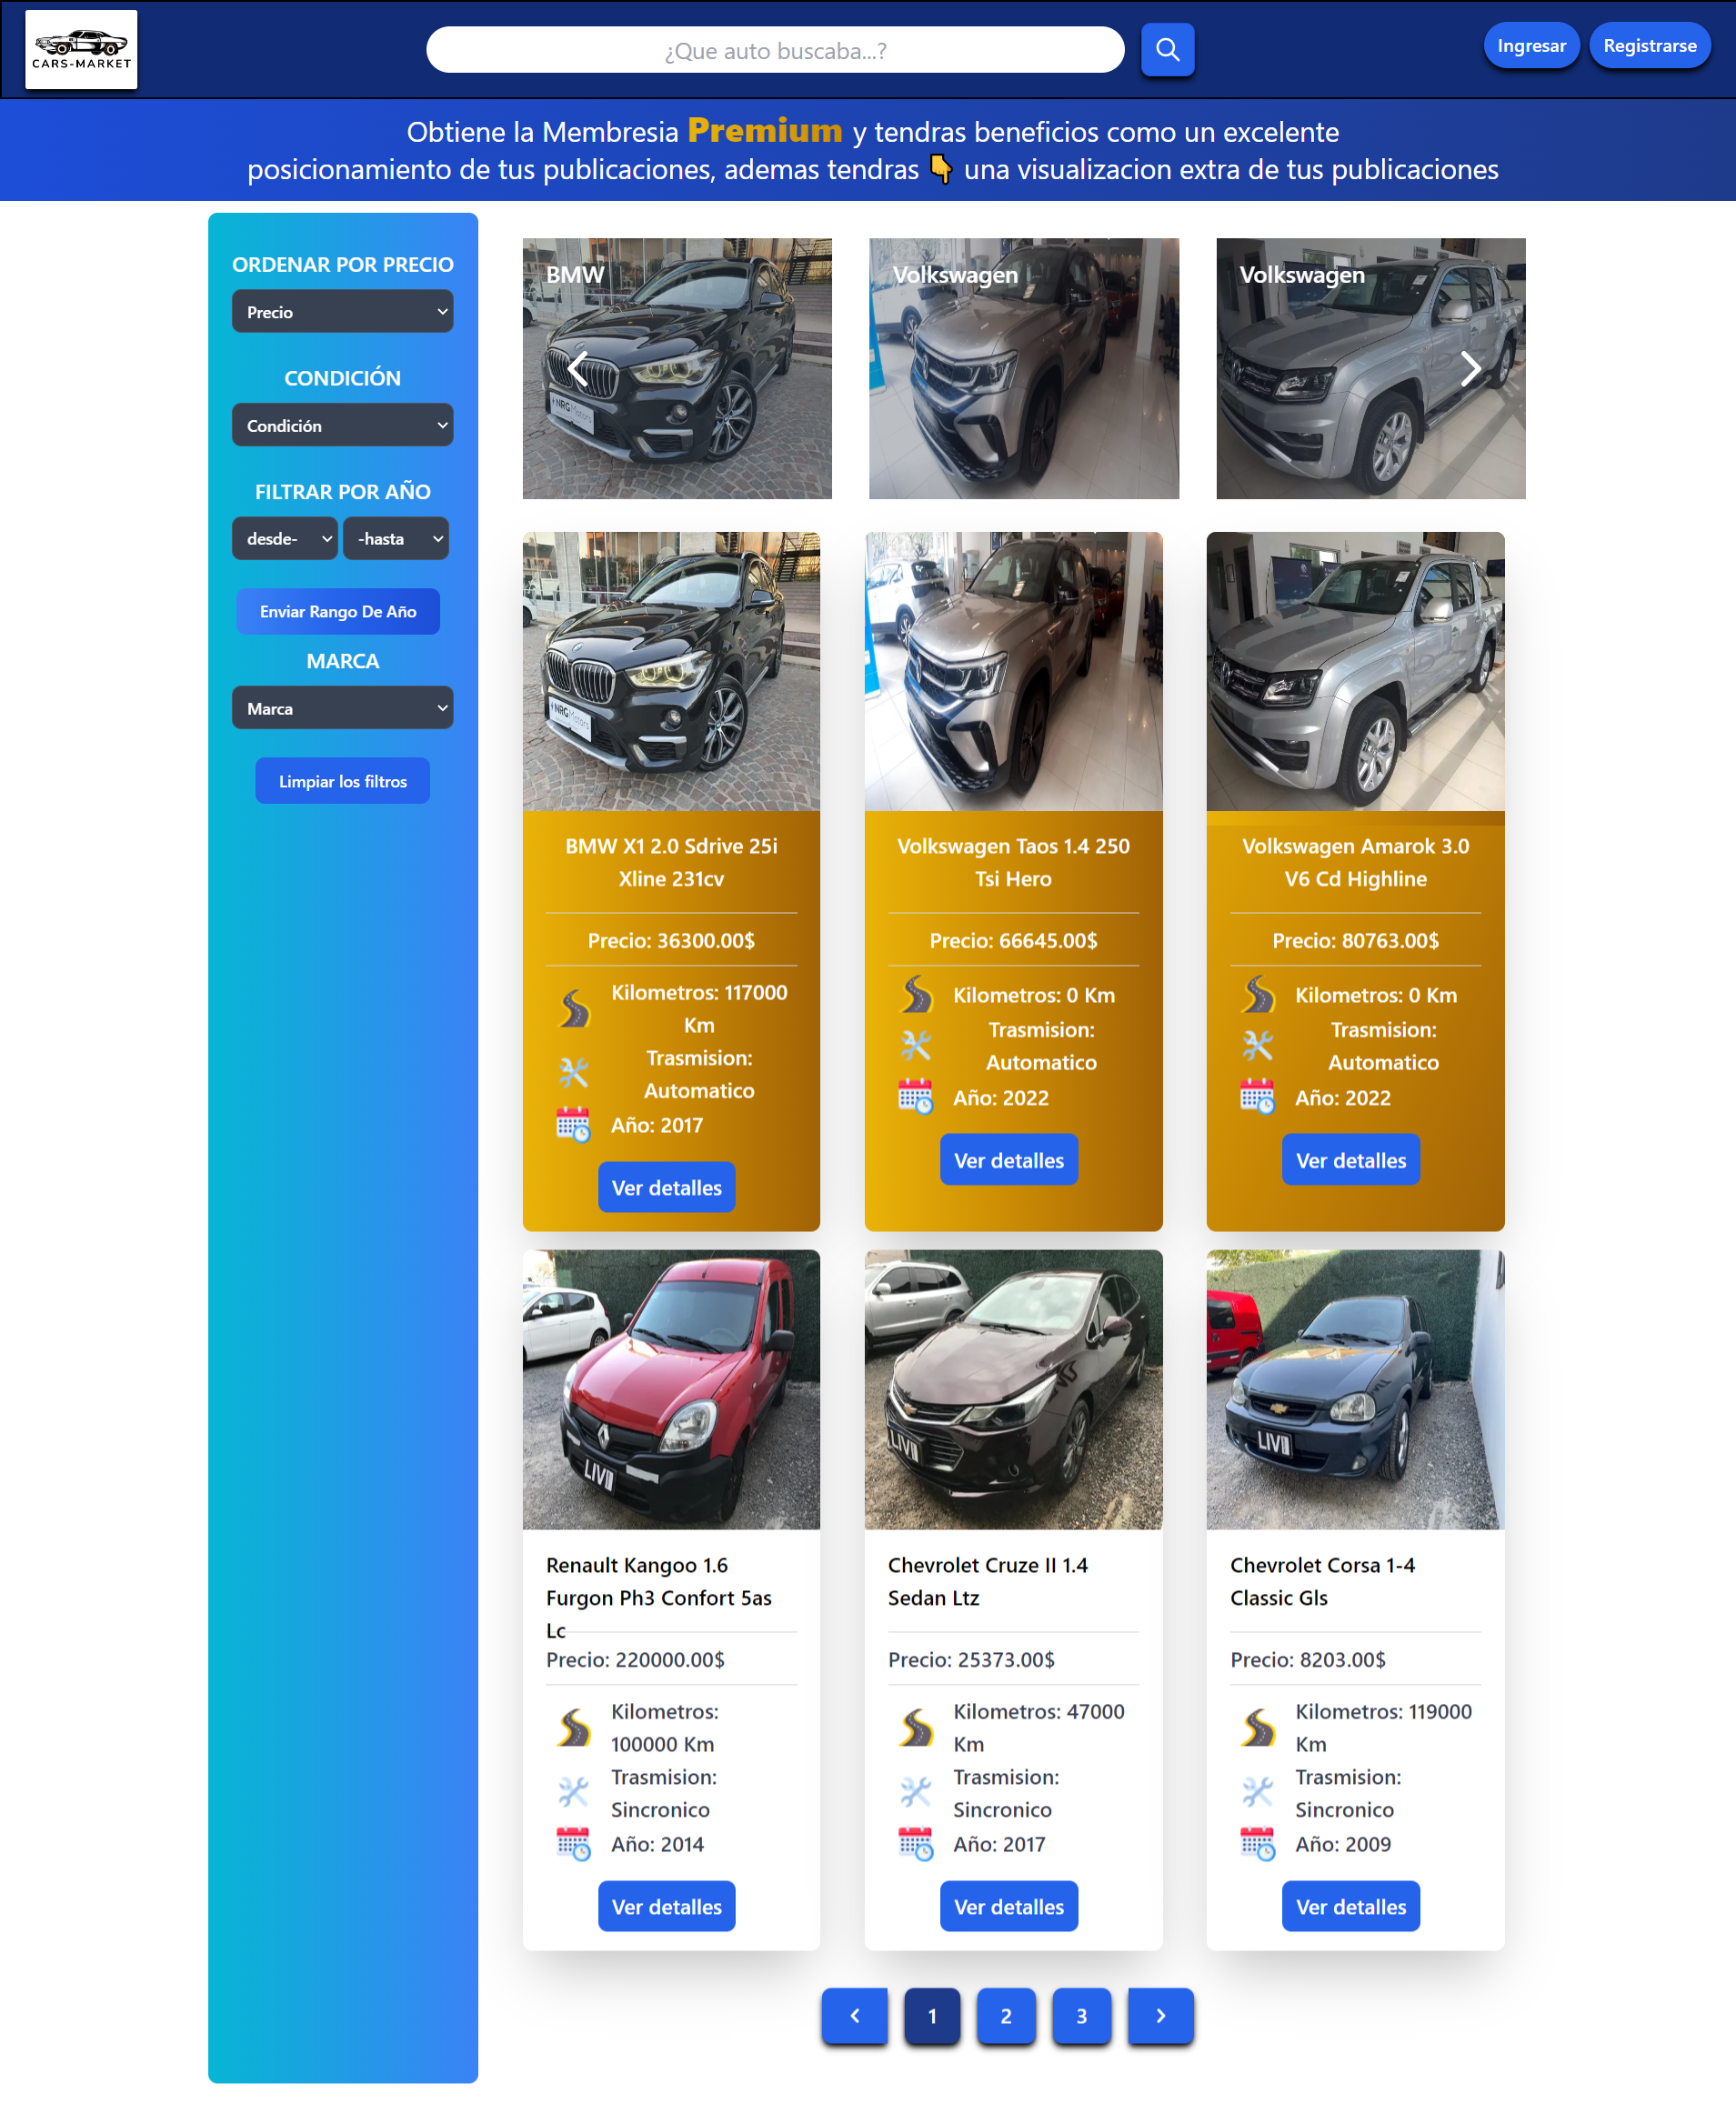 CARS-MARKET
¿Que auto buscaba...?
Ingresar
Registrarse
Obtiene la Membresia Premium y tendras beneficios como un excelente
posicionamiento de tus publicaciones, ademas tendras 👇 una visualizacion extra de tus publicaciones
ORDENAR POR PRECIO
Precio
CONDICIÓN
Condición
FILTRAR POR AÑO
desde-
-hasta
Enviar Rango De Año
MARCA
Marca
Limpiar los filtros
BMW
NRG Motors
Volkswagen
Volkswagen
NRG Motors
BMW X1 2.0 Sdrive 25i
Xline 231cv
Precio: 36300.00$
Kilometros: 117000
Km
Trasmision:
Automatico
Año: 2017
Ver detalles
Volkswagen Taos 1.4 250
Tsi Hero
Precio: 66645.00$
Kilometros: 0 Km
Trasmision:
Automatico
Año: 2022
Ver detalles
Volkswagen Amarok 3.0
V6 Cd Highline
Precio: 80763.00$
Kilometros: 0 Km
Trasmision:
Automatico
Año: 2022
Ver detalles
Renault Kangoo 1.6
Furgon Ph3 Confort 5as
Lc
Precio: 220000.00$
Kilometros:
100000 Km
Trasmision:
Sincronico
Año: 2014
Ver detalles
Chevrolet Cruze II 1.4
Sedan Ltz
Precio: 25373.00$
Kilometros: 47000
Km
Trasmision:
Sincronico
Año: 2017
Ver detalles
Chevrolet Corsa 1-4
Classic Gls
Precio: 8203.00$
Kilometros: 119000
Km
Trasmision:
Sincronico
Año: 2009
Ver detalles
1
2
3